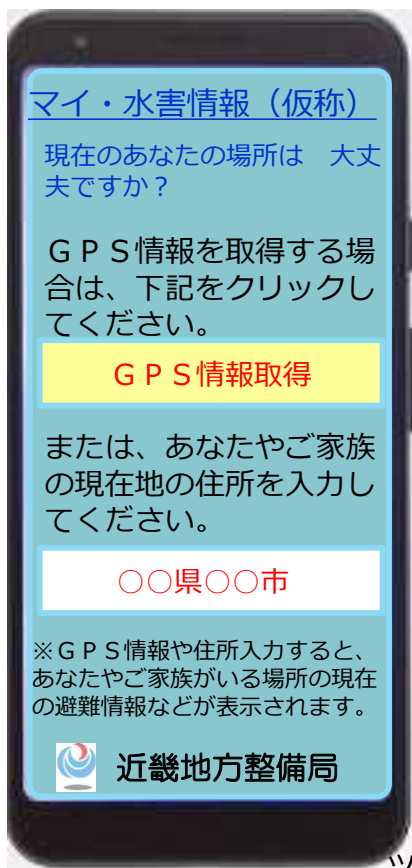 マイ・水害情報（仮称）
現在のあなたの場所は　大丈
夫ですか？
ＧＰＳ情報を取得する場
合は、下記をクリックし
てください。
ＧＰＳ情報取得
または、あなたやご家族
の現在地の住所を入力し
てください。
○○県○○市
※ＧＰＳ情報や住所入力すると、
あなたやご家族がいる場所の現在
の避難情報などが表示されます。
近畿地方整備局